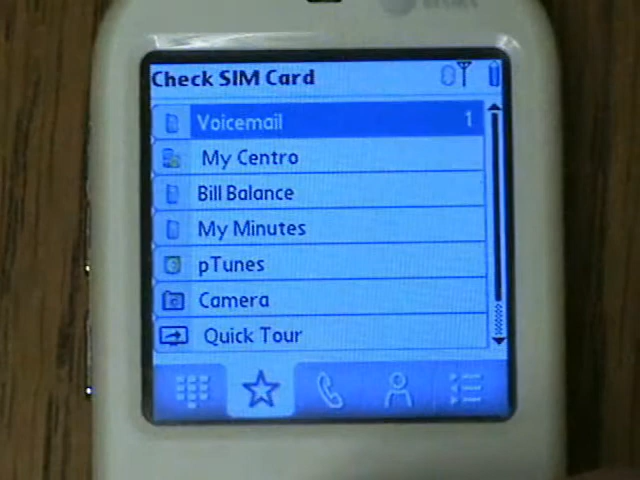 Check SIM Card
Voicemail 1
My Centro
Bill Balance
My Minutes
pTunes
Camera
Quick Tour